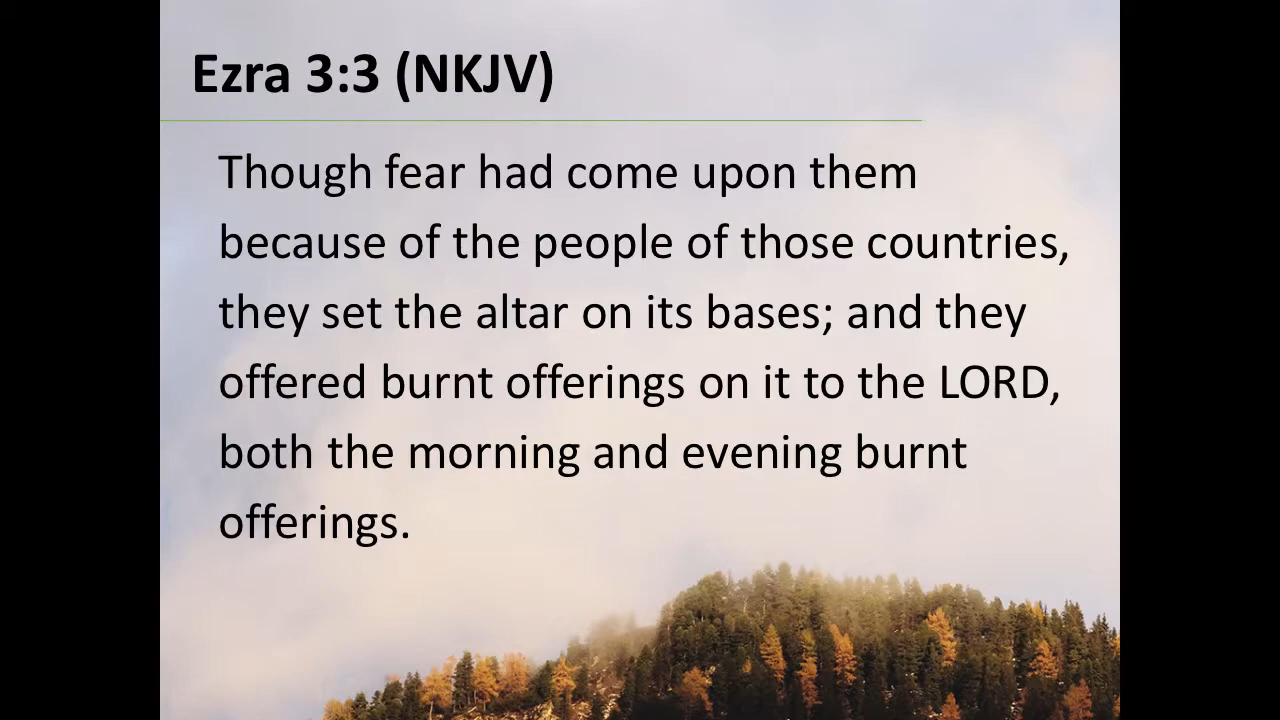 Ezra 3:3 (NKJV)
Though fear had come upon them
because of the people of those countries,
they set the altar on its bases; and they
offered burnt offerings on it to the LORD,
both the morning and evening burnt
offerings.